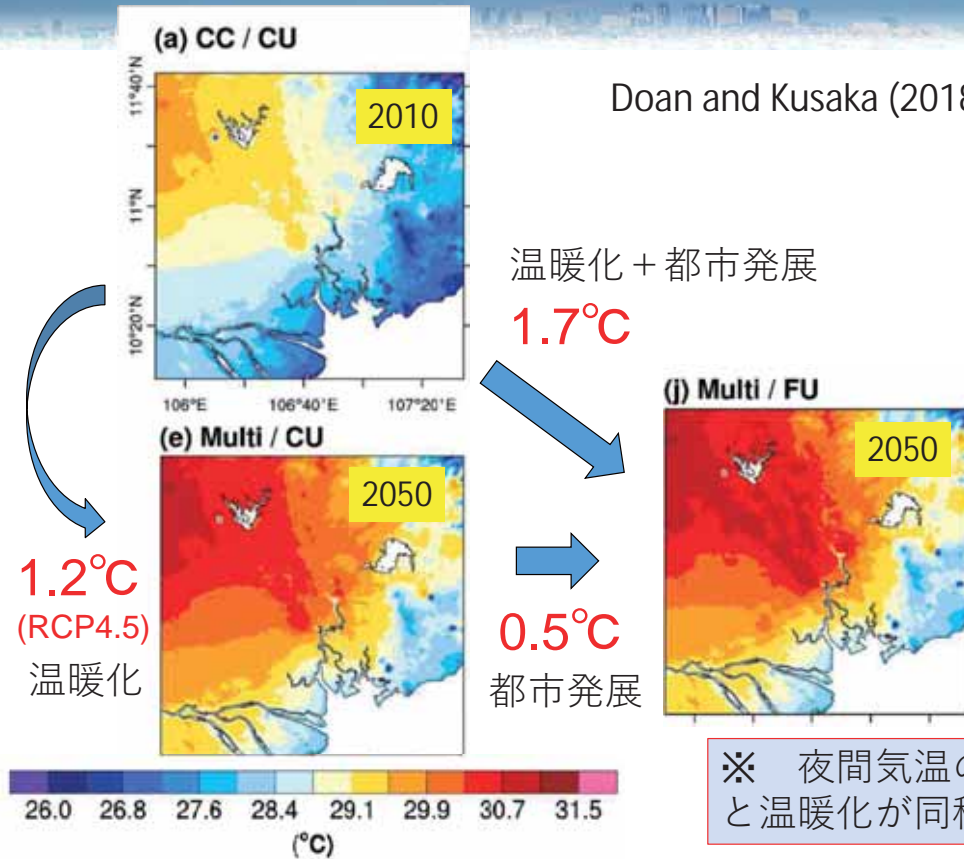 (a) CC / CU
2010
Doan and Kusaka (2018
11°40'N
11°N
10°20'N
106°E 106°40'E 107°20'E
温暖化＋都市発展
1.7℃
(e) Multi / CU
2050
(j) Multi / FU
2050
1.2℃
(RCP4.5)
温暖化
0.5℃
都市発展
※ 夜間気温の
と温暖化が同
26.0 26.8 27.6 28.4 29.1 29.9 30.7 31.5
(°C)